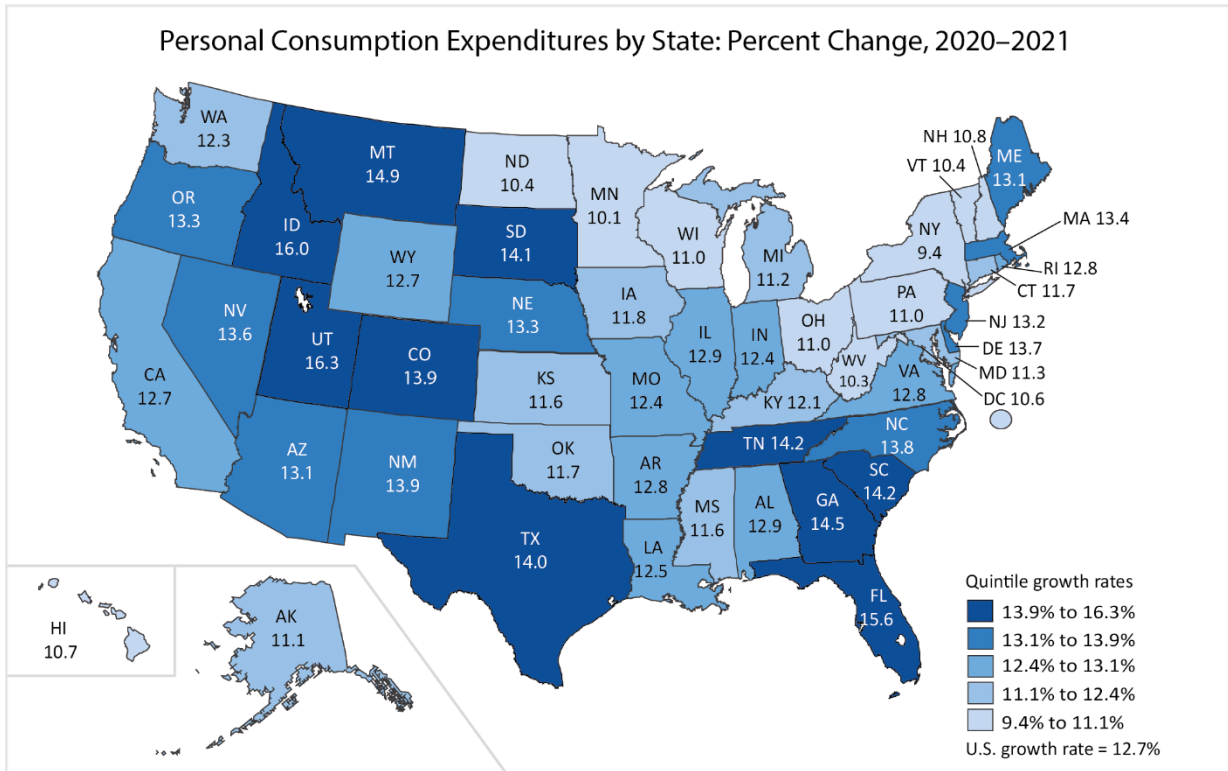 Personal Consumption Expenditures by State: Percent Change, 2020–2021
WA
12.3
MT
14.9
ND
10.4
MN
10.1
NH 10.8
VT 10.4
ME
13.1
OR
13.3
ID
16.0
SD
14.1
WI
11.0
MI
11.2
NY
9.4
MA 13.4
WY
12.7
RI 12.8
CT 11.7
NV
13.6
NE
13.3
IA
11.8
PA
11.0
NJ 13.2
UT
16.3
CO
13.9
IL
12.9
IN
12.4
OH
11.0
DE 13.7
MD 11.3
DC 10.6
CA
12.7
KS
11.6
MO
12.4
WV
10.3
VA
12.8
KY 12.1
AZ
13.1
NM
13.9
OK
11.7
AR
12.8
TN 14.2
NC
13.8
SC
14.2
MS
11.6
AL
12.9
GA
14.5
TX
14.0
LA
12.5
FL
15.6
HI
10.7
AK
11.1
Quintile growth rates
13.9% to 16.3%
13.1% to 13.9%
12.4% to 13.1%
11.1% to 12.4%
9.4% to 11.1%
U.S. growth rate = 12.7%